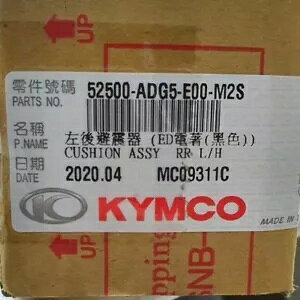 UP
零件號碼 52500-ADG5-E00-M2S
PARTS NO.
名稱 左後避震器 (ED電著(黑色))
P.NAME CUSHION ASSY RR L/H
日期 2020.04 MC09311C
DATE
KYMCO
MADE IN
UP